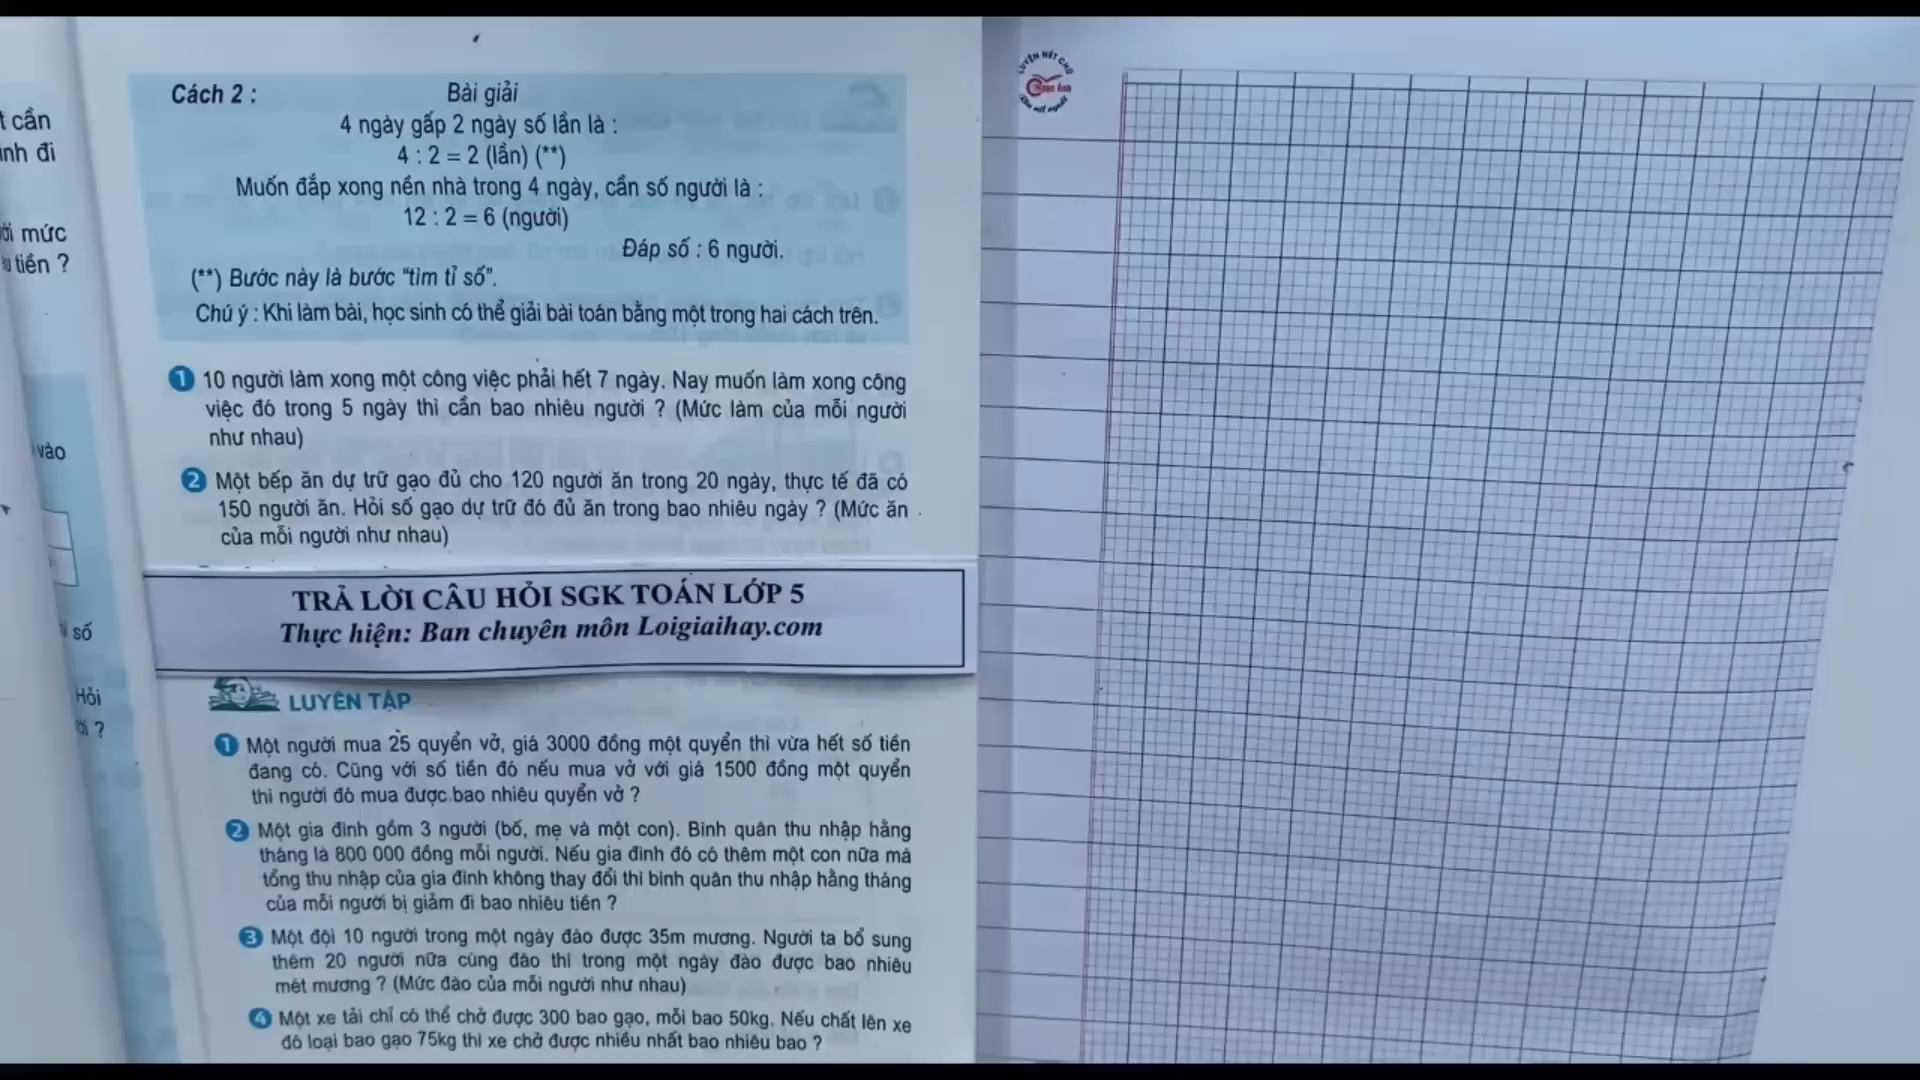 t cần
inh đi
ới mức
tiền ?
vào
số
Hỏi
?
Cách 2 :
Bài giải
4 ngày gấp 2 ngày số lần là :
4 : 2 = 2 (lần) (**)
Muốn đắp xong nền nhà trong 4 ngày, cần số người là :
12 : 2 = 6 (người)
Đáp số : 6 người.
(**) Bước này là bước “tìm tỉ số”.
Chú ý : Khi làm bài, học sinh có thể giải bài toán bằng một trong hai cách trên.
1 10 người làm xong một công việc phải hết 7 ngày. Nay muốn làm xong công
việc đó trong 5 ngày thì cần bao nhiêu người ? (Mức làm của mỗi người
như nhau)
2 Một bếp ăn dự trữ gạo đủ cho 120 người ăn trong 20 ngày, thực tế đã có
150 người ăn. Hỏi số gạo dự trữ đó đủ ăn trong bao nhiêu ngày ? (Mức ăn
của mỗi người như nhau)
TRẢ LỜI CÂU HỎI SGK TOÁN LỚP 5
Thực hiện: Ban chuyên môn Loigiaihay.com
LUYỆN TẬP
1 Một người mua 25 quyển vở, giá 3000 đồng một quyển thì vừa hết số tiền
đang có. Cũng với số tiền đó nếu mua vở với giá 1500 đồng một quyển
thì người đó mua được bao nhiêu quyển vở ?
2 Một gia đình gồm 3 người (bố, mẹ và một con). Bình quân thu nhập hằng
tháng là 800 000 đồng mỗi người. Nếu gia đình đó có thêm một con nữa mà
tổng thu nhập của gia đình không thay đổi thì bình quân thu nhập hằng tháng
của mỗi người bị giảm đi bao nhiêu tiền ?
3 Một đội 10 người trong một ngày đào được 35m mương. Người ta bổ sung
thêm 20 người nữa cùng đào thì trong một ngày đào được bao nhiêu
mét mương ? (Mức đào của mỗi người như nhau)
4 Một xe tải chỉ có thể chở được 300 bao gạo, mỗi bao 50kg. Nếu chất lên xe
đó loại bao gạo 75kg thì xe chở được nhiều nhất bao nhiêu bao ?
LUYỆN NÉT CHỮ
Ngọc Ánh